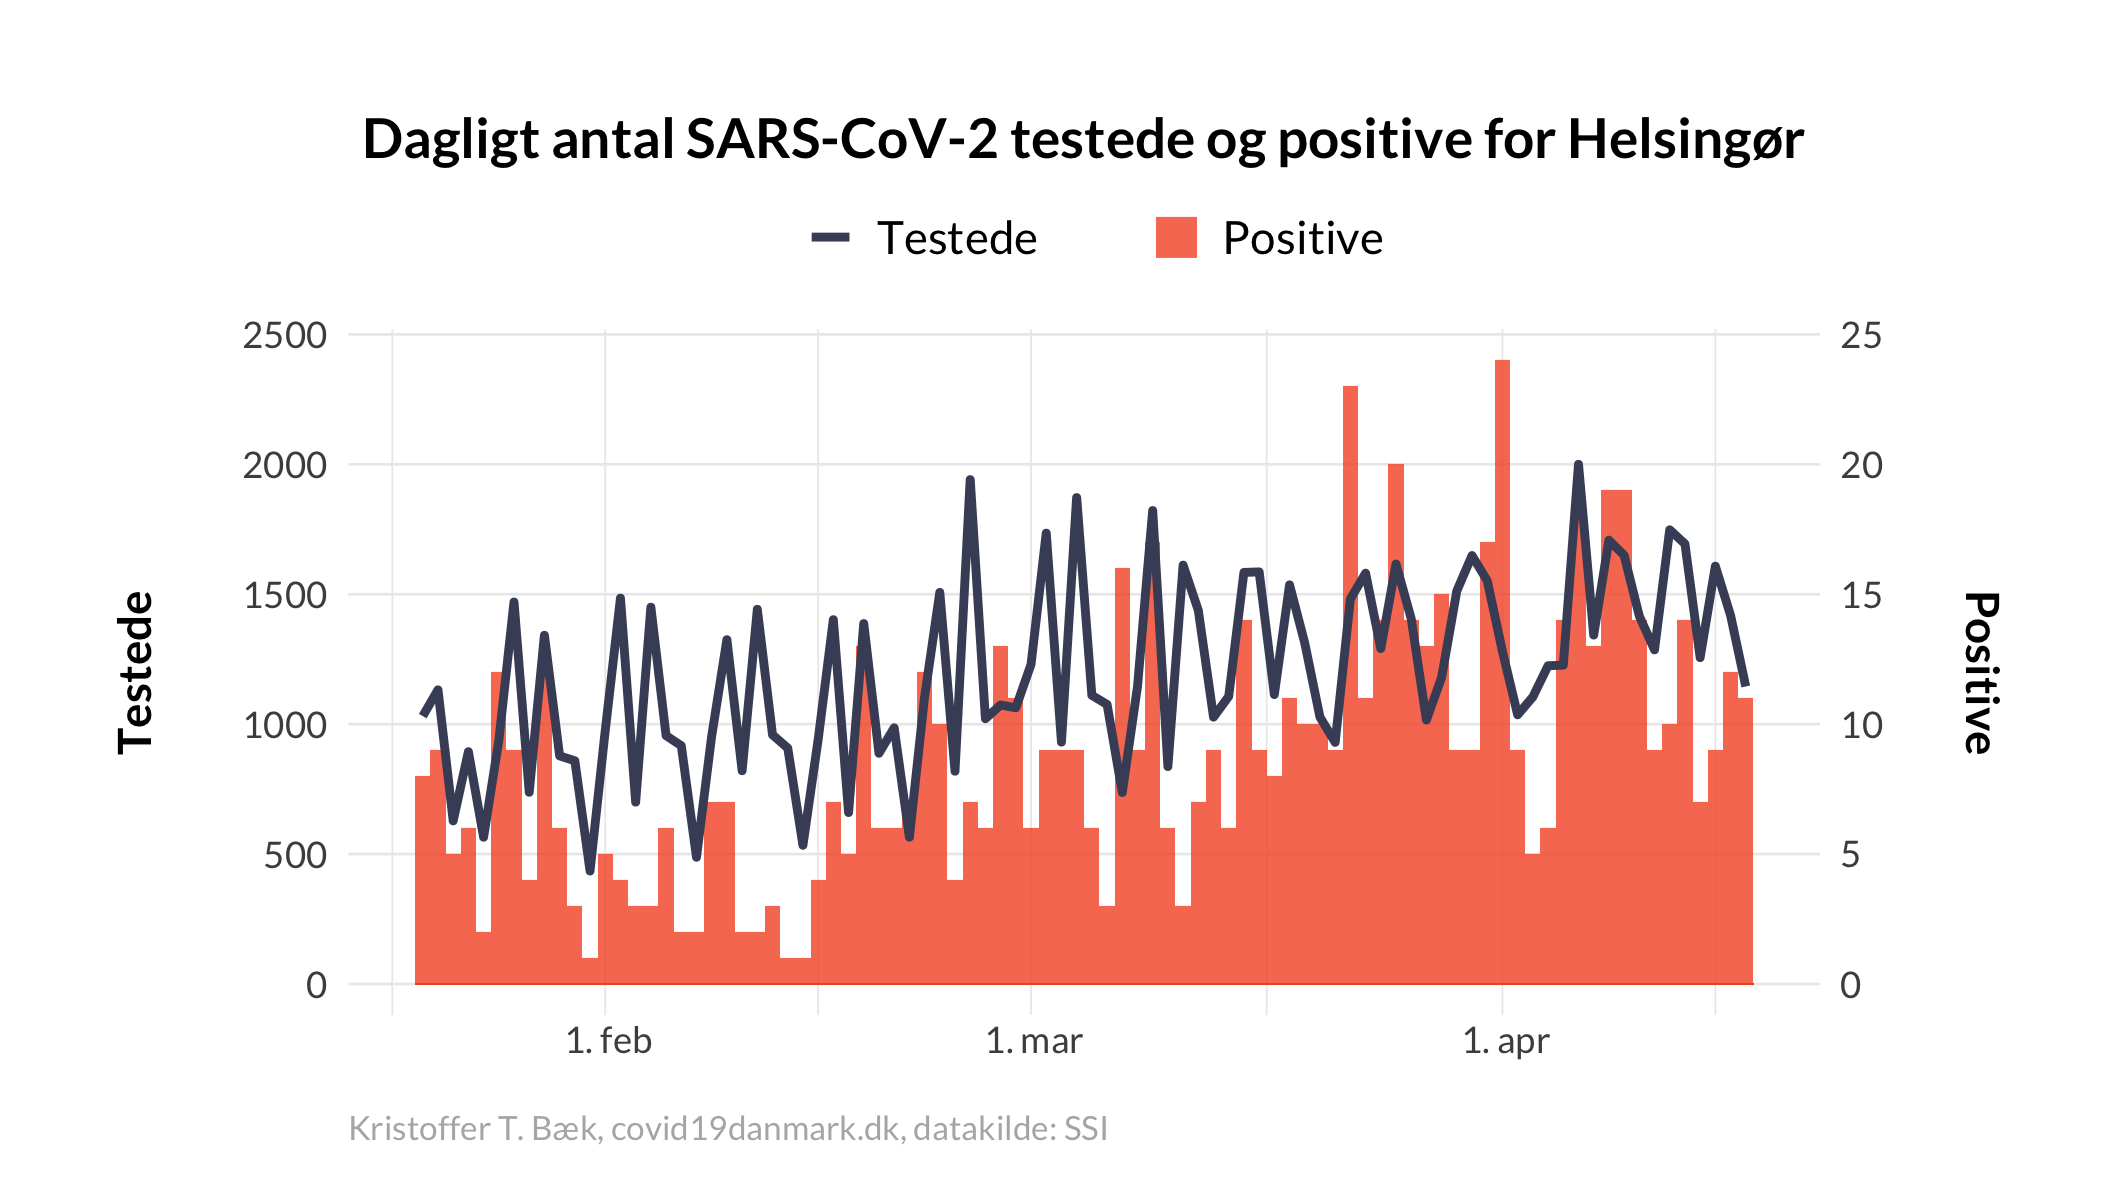 Dagligt antal SARS-CoV-2 testede og positive for Helsingør
Testede Positive
2500 25
2000 20
1500 15
1000 10
500 5
0 0
Testede
Positive
1. feb 1. mar 1. apr
Kristoffer T. Bæk, covid19danmark.dk, datakilde: SSI